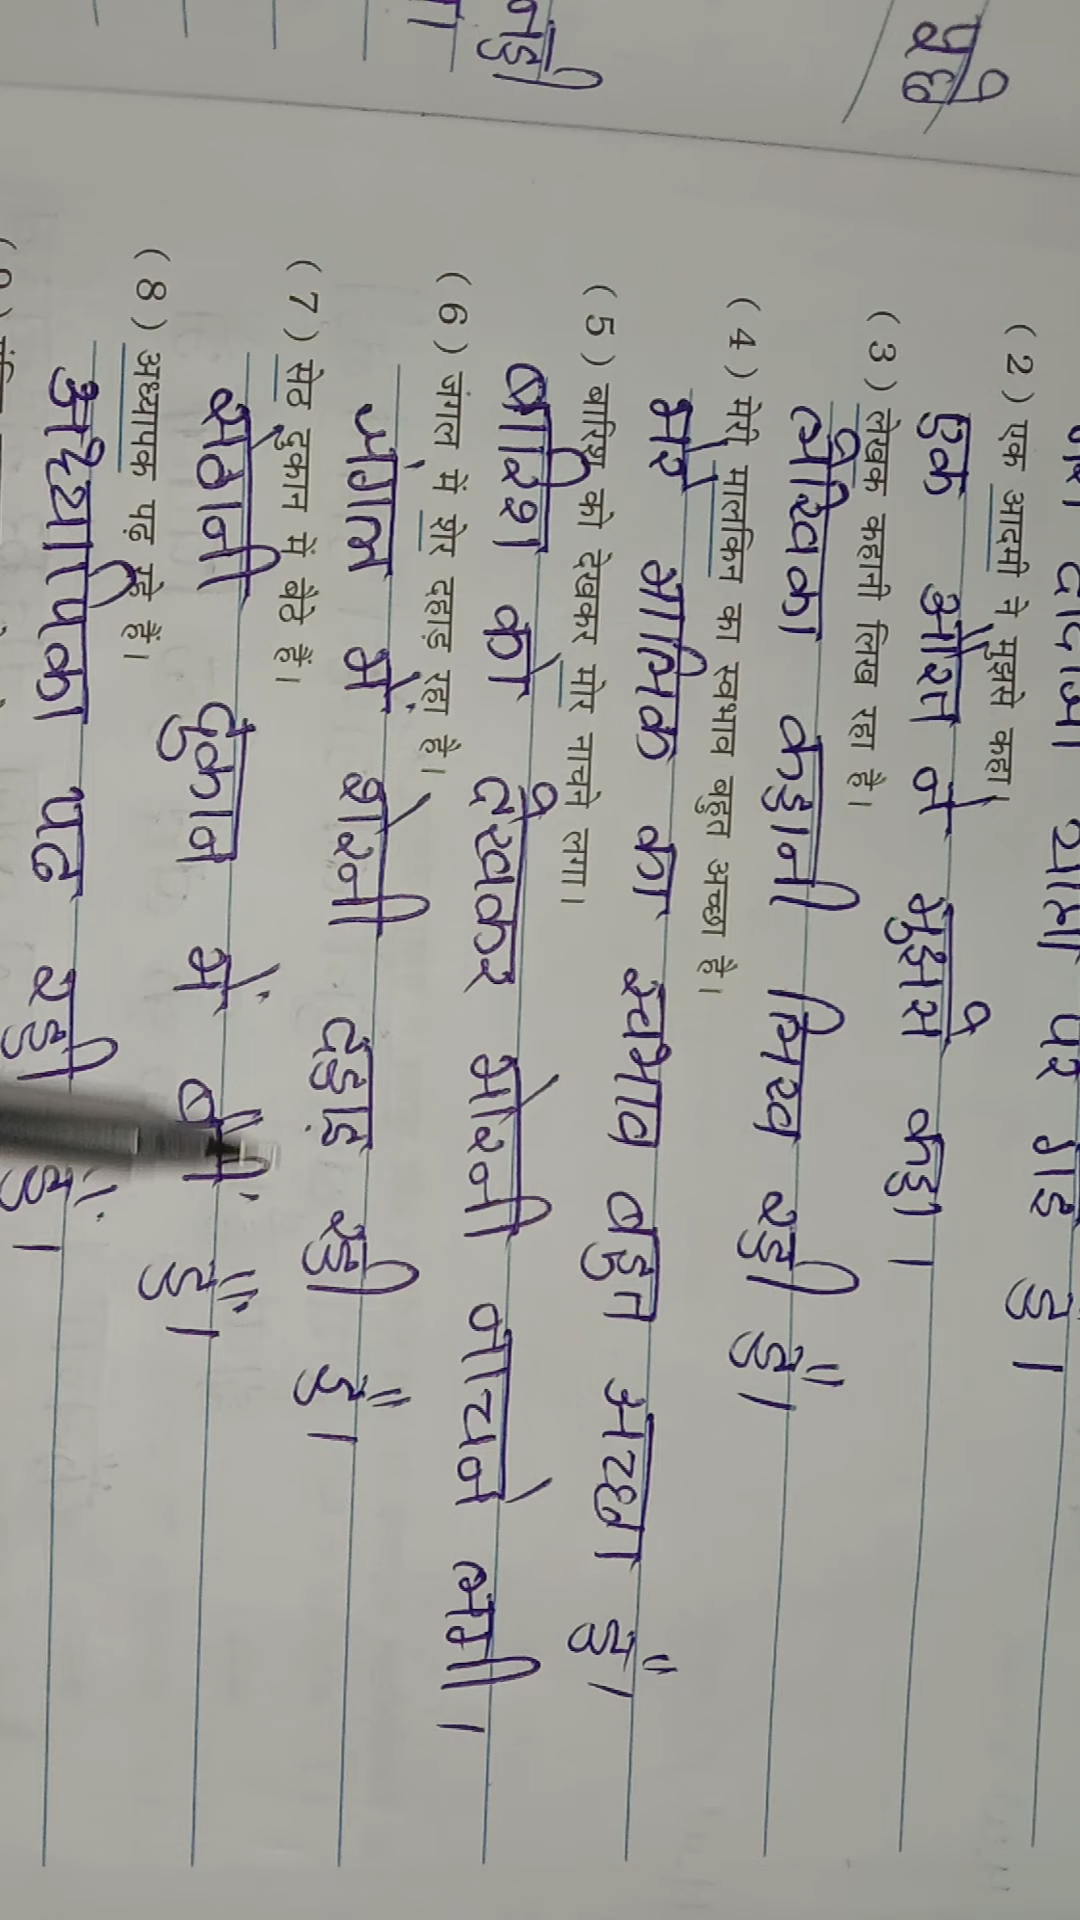 पूछि
नही
( 2 ) एक आदमी ने मुझसे कहा।
एक औरत ने मुझसे कहा।
( 3 ) लेखक कहानी लिख रहा है।
लेखिका कहानी लिख रही है।
( 4 ) मेरी मालकिन का स्वभाव बहुत अच्छा है।
मेरे मालिक का स्वभाव बहुत अच्छा है।
( 5 ) बारिश को देखकर मोर नाचने लगा।
बारिश को देखकर मोरनी नाचने लगी।
( 6 ) जंगल में शेर दहाड़ रहा है।
जंगल में शेरनी दहाड़ रही है।
( 7 ) सेठ दुकान में बैठे हैं।
सेठानी दुकान में हैं।
( 8 ) अध्यापक पढ़ रहे हैं।
अध्यापिका पढ रही हैं।